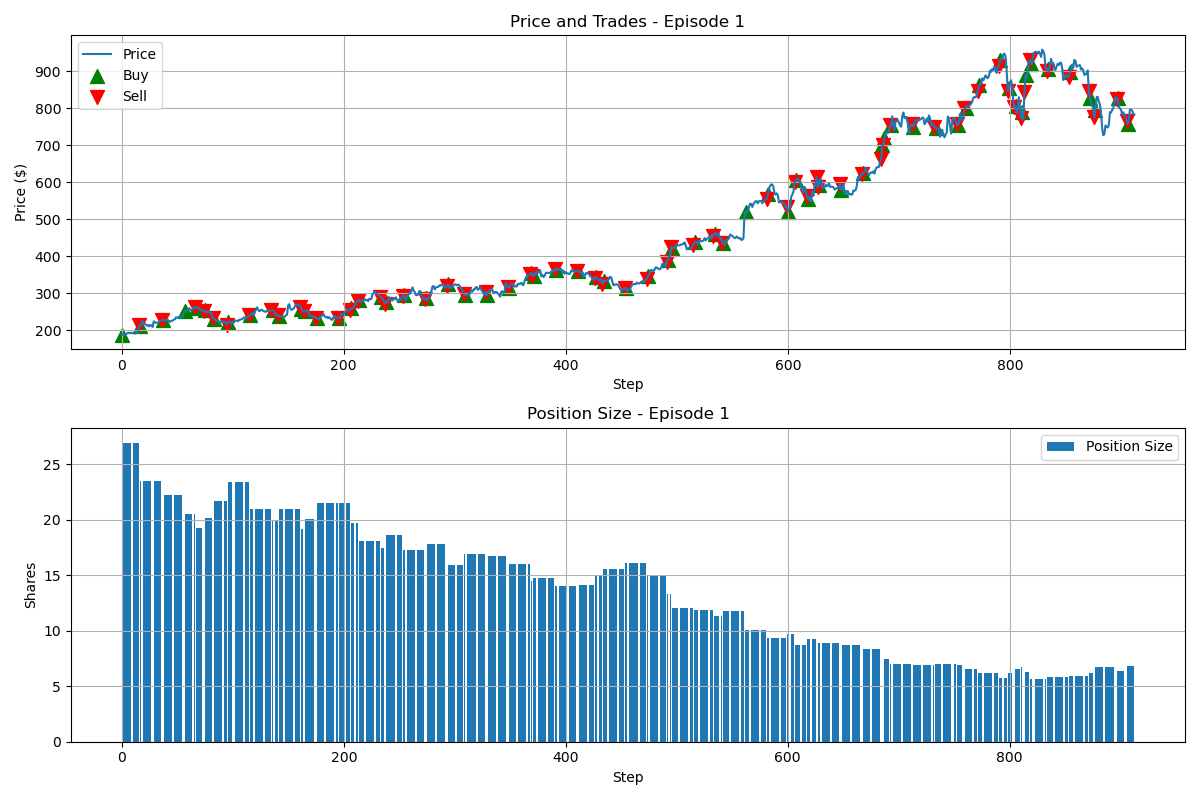 Price and Trades - Episode 1
Price
Buy
Sell
Price ($)
900
800
700
600
500
400
300
200
0 200 400 600 800
Step
Position Size - Episode 1
Position Size
Shares
25
20
15
10
5
0
0 200 400 600 800
Step